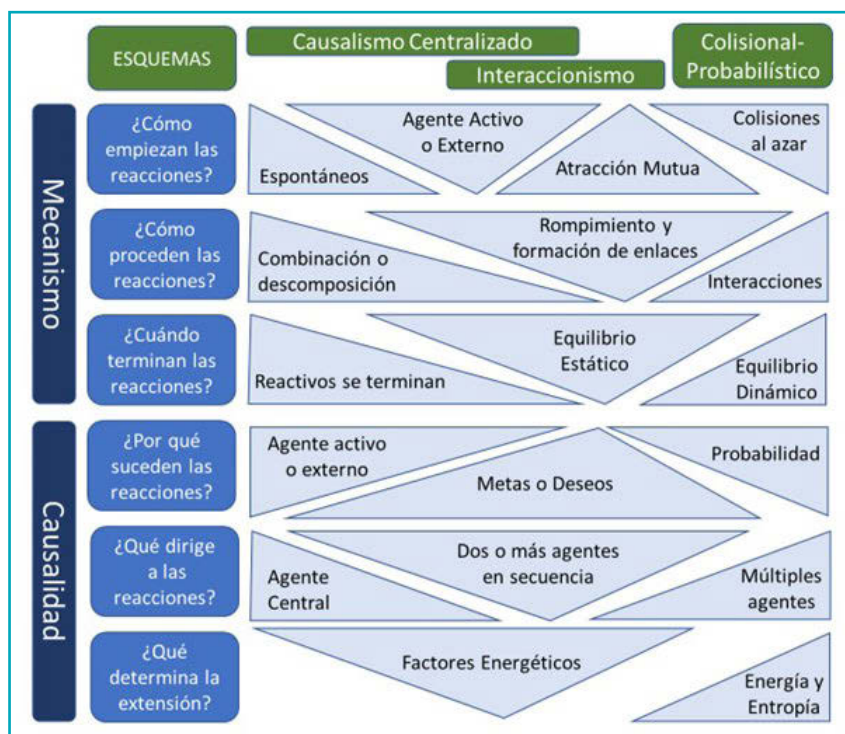 ESQUEMAS
Causalismo Centralizado
Interaccionismo
Colisional-
Probabilístico
Mecanismo
¿Cómo
empiezan las
reacciones?
Espontáneos
Agente Activo
o Externo
Atracción Mutua
Colisiones
al azar
¿Cómo
proceden las
reacciones?
Combinación o
descomposición
Rompimiento y
formación de enlaces
Interacciones
¿Cuándo
terminan las
reacciones?
Reactivos se terminan
Equilibrio
Estático
Equilibrio
Dinámico
Causalidad
¿Por qué
suceden las
reacciones?
Agente activo
o externo
Metas o Deseos
Probabilidad
¿Qué dirige
a las
reacciones?
Agente
Central
Dos o más agentes
en secuencia
Múltiples
agentes
¿Qué
determina la
extensión?
Factores Energéticos
Energía y
Entropía